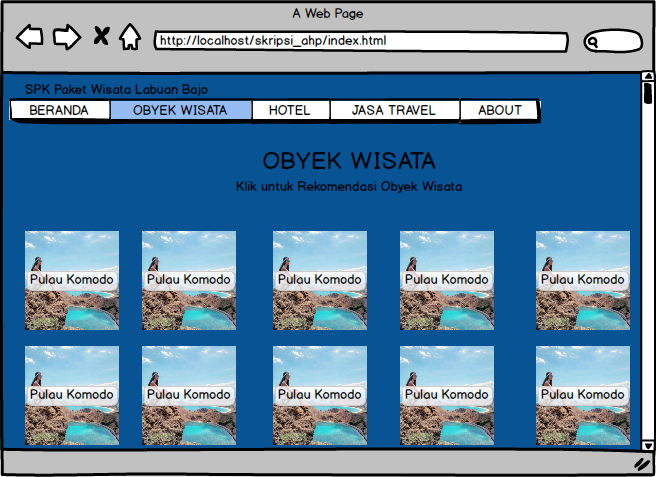 A Web Page
http://localhost/skripsi_ahp/index.html
SPK Paket Wisata Labuan Bajo
BERANDA OBYEK WISATA HOTEL JASA TRAVEL ABOUT
OBYEK WISATA
Klik untuk Rekomendasi Obyek Wisata
Pulau Komodo Pulau Komodo Pulau Komodo Pulau Komodo Pulau Komodo
Pulau Komodo Pulau Komodo Pulau Komodo Pulau Komodo Pulau Komodo